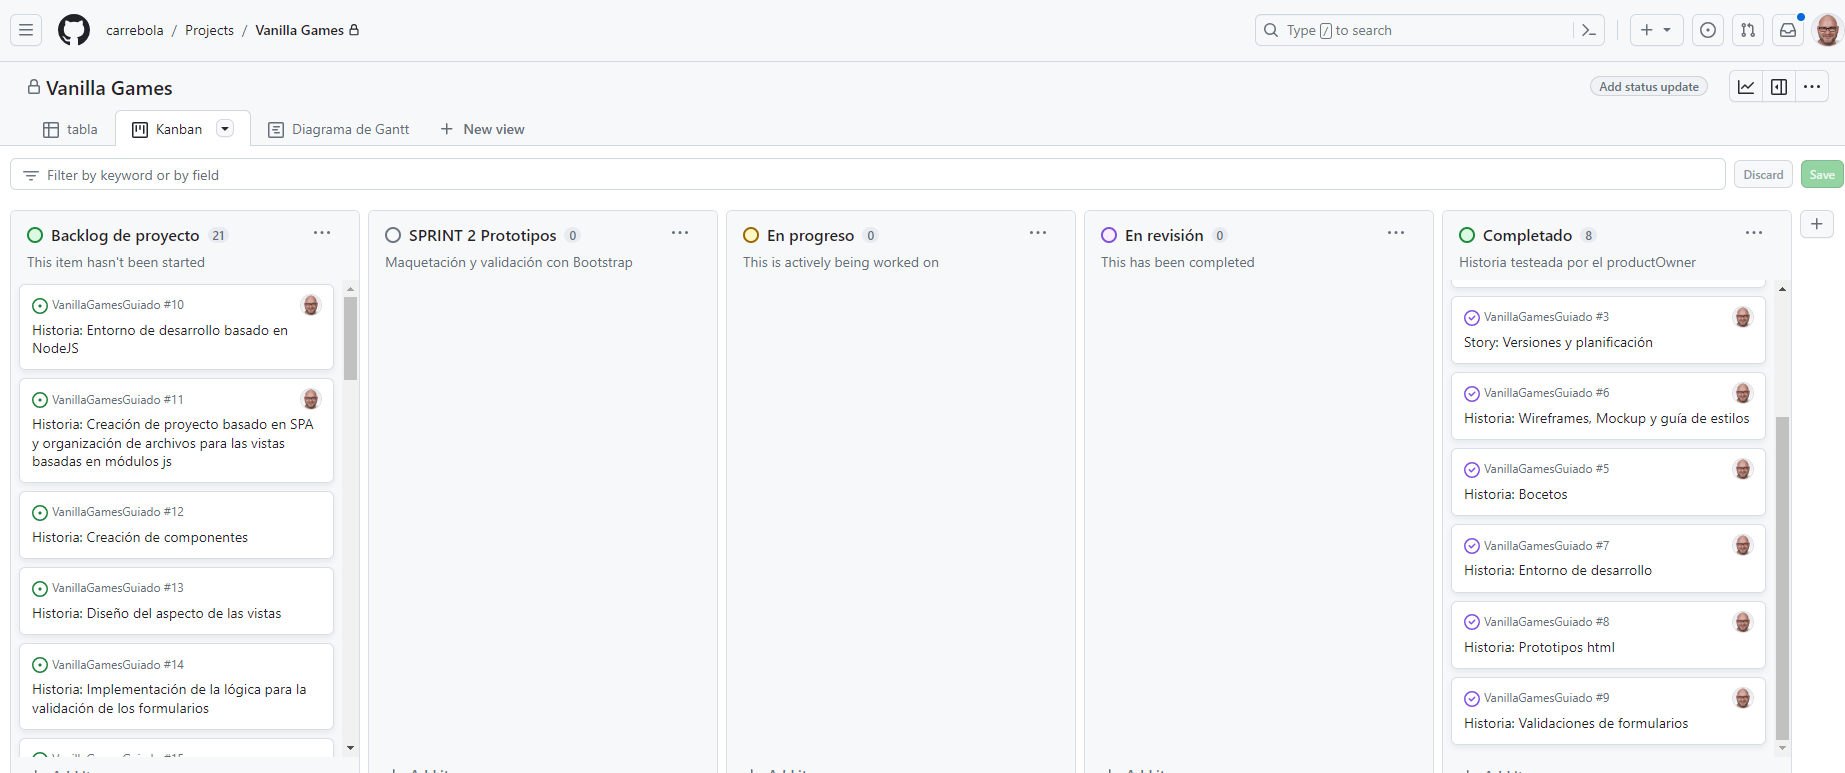 carrebola / Projects / Vanilla Games
Type / to search
Vanilla Games
Add status update
tabla
Kanban
Diagrama de Gantt
New view
Filter by keyword or by field
Discard
Save
Backlog de proyecto 21
This item hasn't been started
VanillaGamesGuiado #10
Historia: Entorno de desarrollo basado en
NodeJS
VanillaGamesGuiado #11
Historia: Creación de proyecto basado en SPA
y organización de archivos para las vistas
basadas en módulos js
VanillaGamesGuiado #12
Historia: Creación de componentes
VanillaGamesGuiado #13
Historia: Diseño del aspecto de las vistas
VanillaGamesGuiado #14
Historia: Implementación de la lógica para la
validación de los formularios
VanillaGamesGuiado #15
SPRINT 2 Prototipos 0
Maquetación y validación con Bootstrap
En progreso 0
This is actively being worked on
En revisión 0
This has been completed
Completado 8
Historia testeada por el productOwner
VanillaGamesGuiado #3
Story: Versiones y planificación
VanillaGamesGuiado #6
Historia: Wireframes, Mockup y guía de estilos
VanillaGamesGuiado #5
Historia: Bocetos
VanillaGamesGuiado #7
Historia: Entorno de desarrollo
VanillaGamesGuiado #8
Historia: Prototipos html
VanillaGamesGuiado #9
Historia: Validaciones de formularios